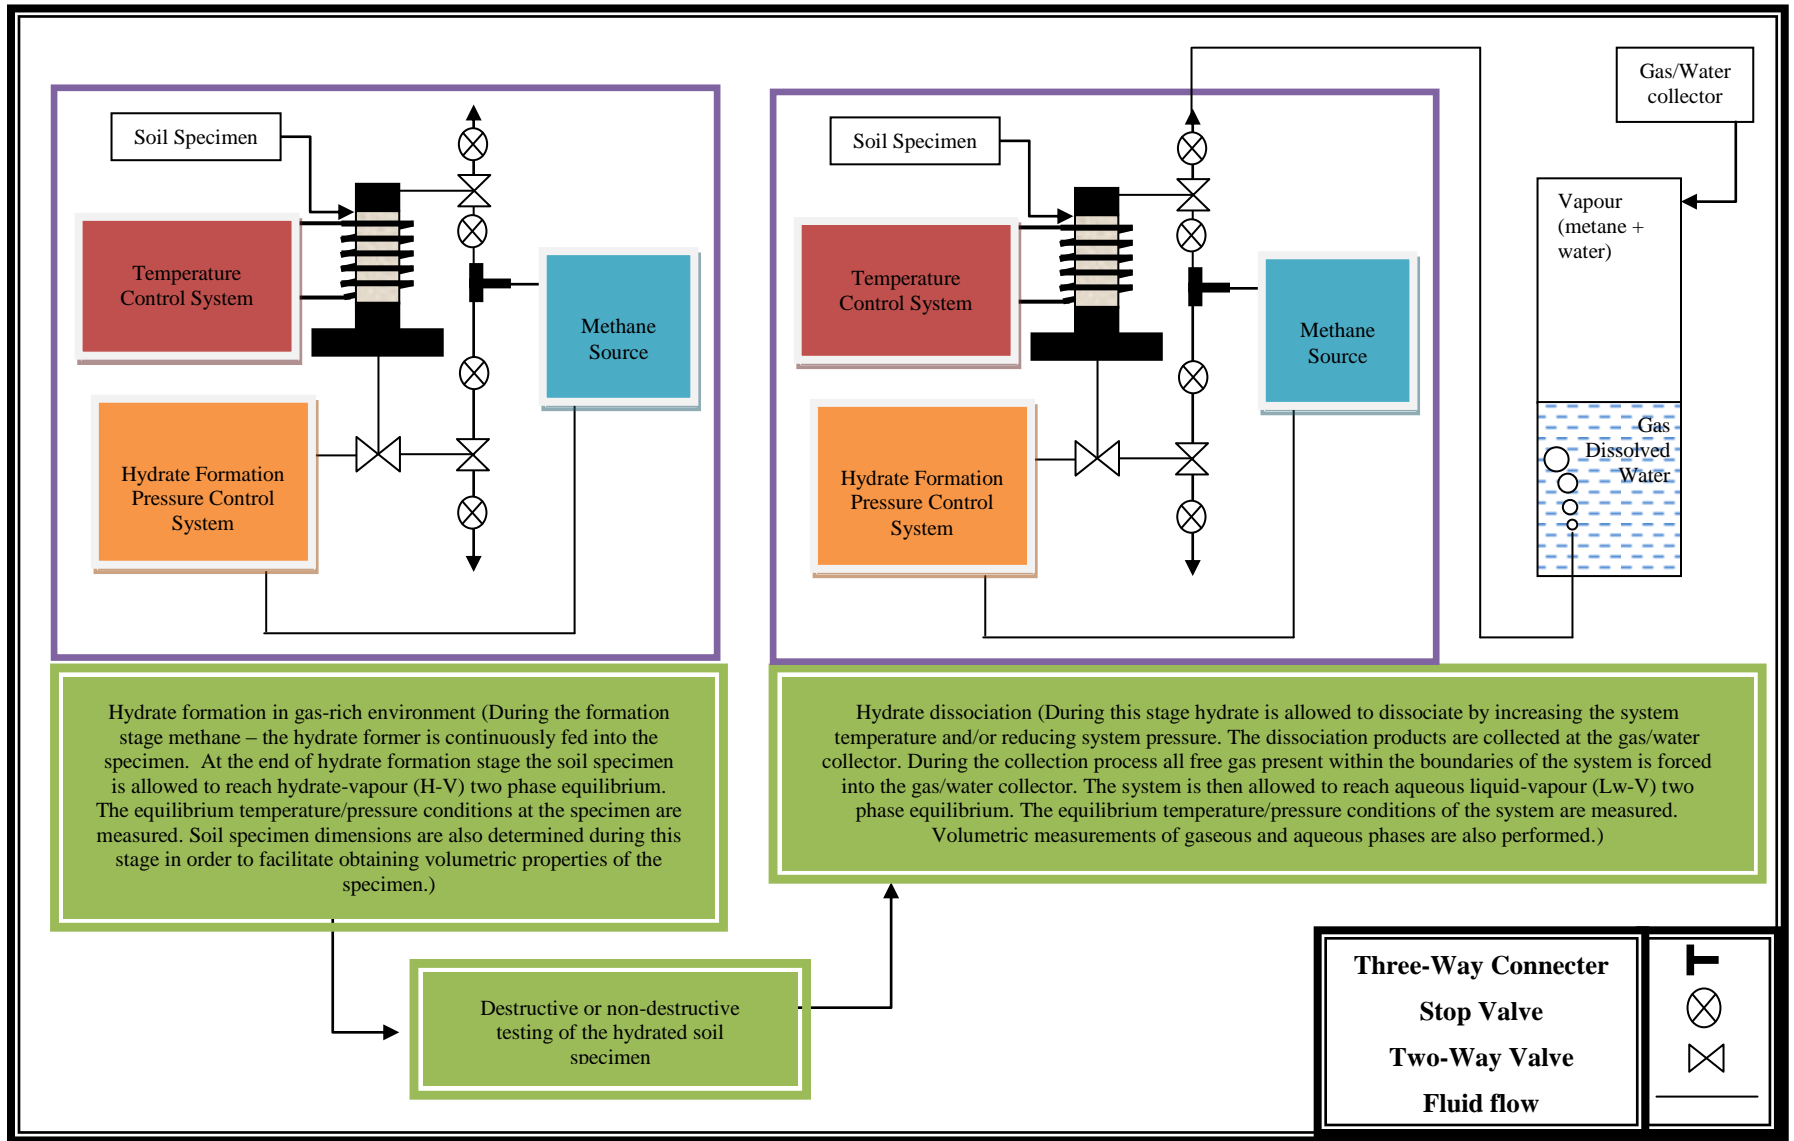 Soil Specimen
Temperature
Control System
Methane
Source
Hydrate Formation
Pressure Control
System
Soil Specimen
Temperature
Control System
Methane
Source
Hydrate Formation
Pressure Control
System
Gas/Water
collector
Vapour
(metane +
water)
Gas
Dissolved
Water
Hydrate formation in gas-rich environment (During the formation
stage methane – the hydrate former is continuously fed into the
specimen.  At the end of hydrate formation stage the soil specimen
is allowed to reach hydrate-vapour (H-V) two phase equilibrium.
The equilibrium temperature/pressure conditions at the specimen are
measured. Soil specimen dimensions are also determined during this
stage in order to facilitate obtaining volumetric properties of the
specimen.)
Hydrate dissociation (During this stage hydrate is allowed to dissociate by increasing the system
temperature and/or reducing system pressure. The dissociation products are collected at the gas/water
collector. During the collection process all free gas present within the boundaries of the system is forced
into the gas/water collector. The system is then allowed to reach aqueous liquid-vapour (Lw-V) two
phase equilibrium. The equilibrium temperature/pressure conditions of the system are measured.
Volumetric measurements of gaseous and aqueous phases are also performed.)
Destructive or non-destructive
testing of the hydrated soil
specimen
Three-Way Connecter
Stop Valve
Two-Way Valve
Fluid flow